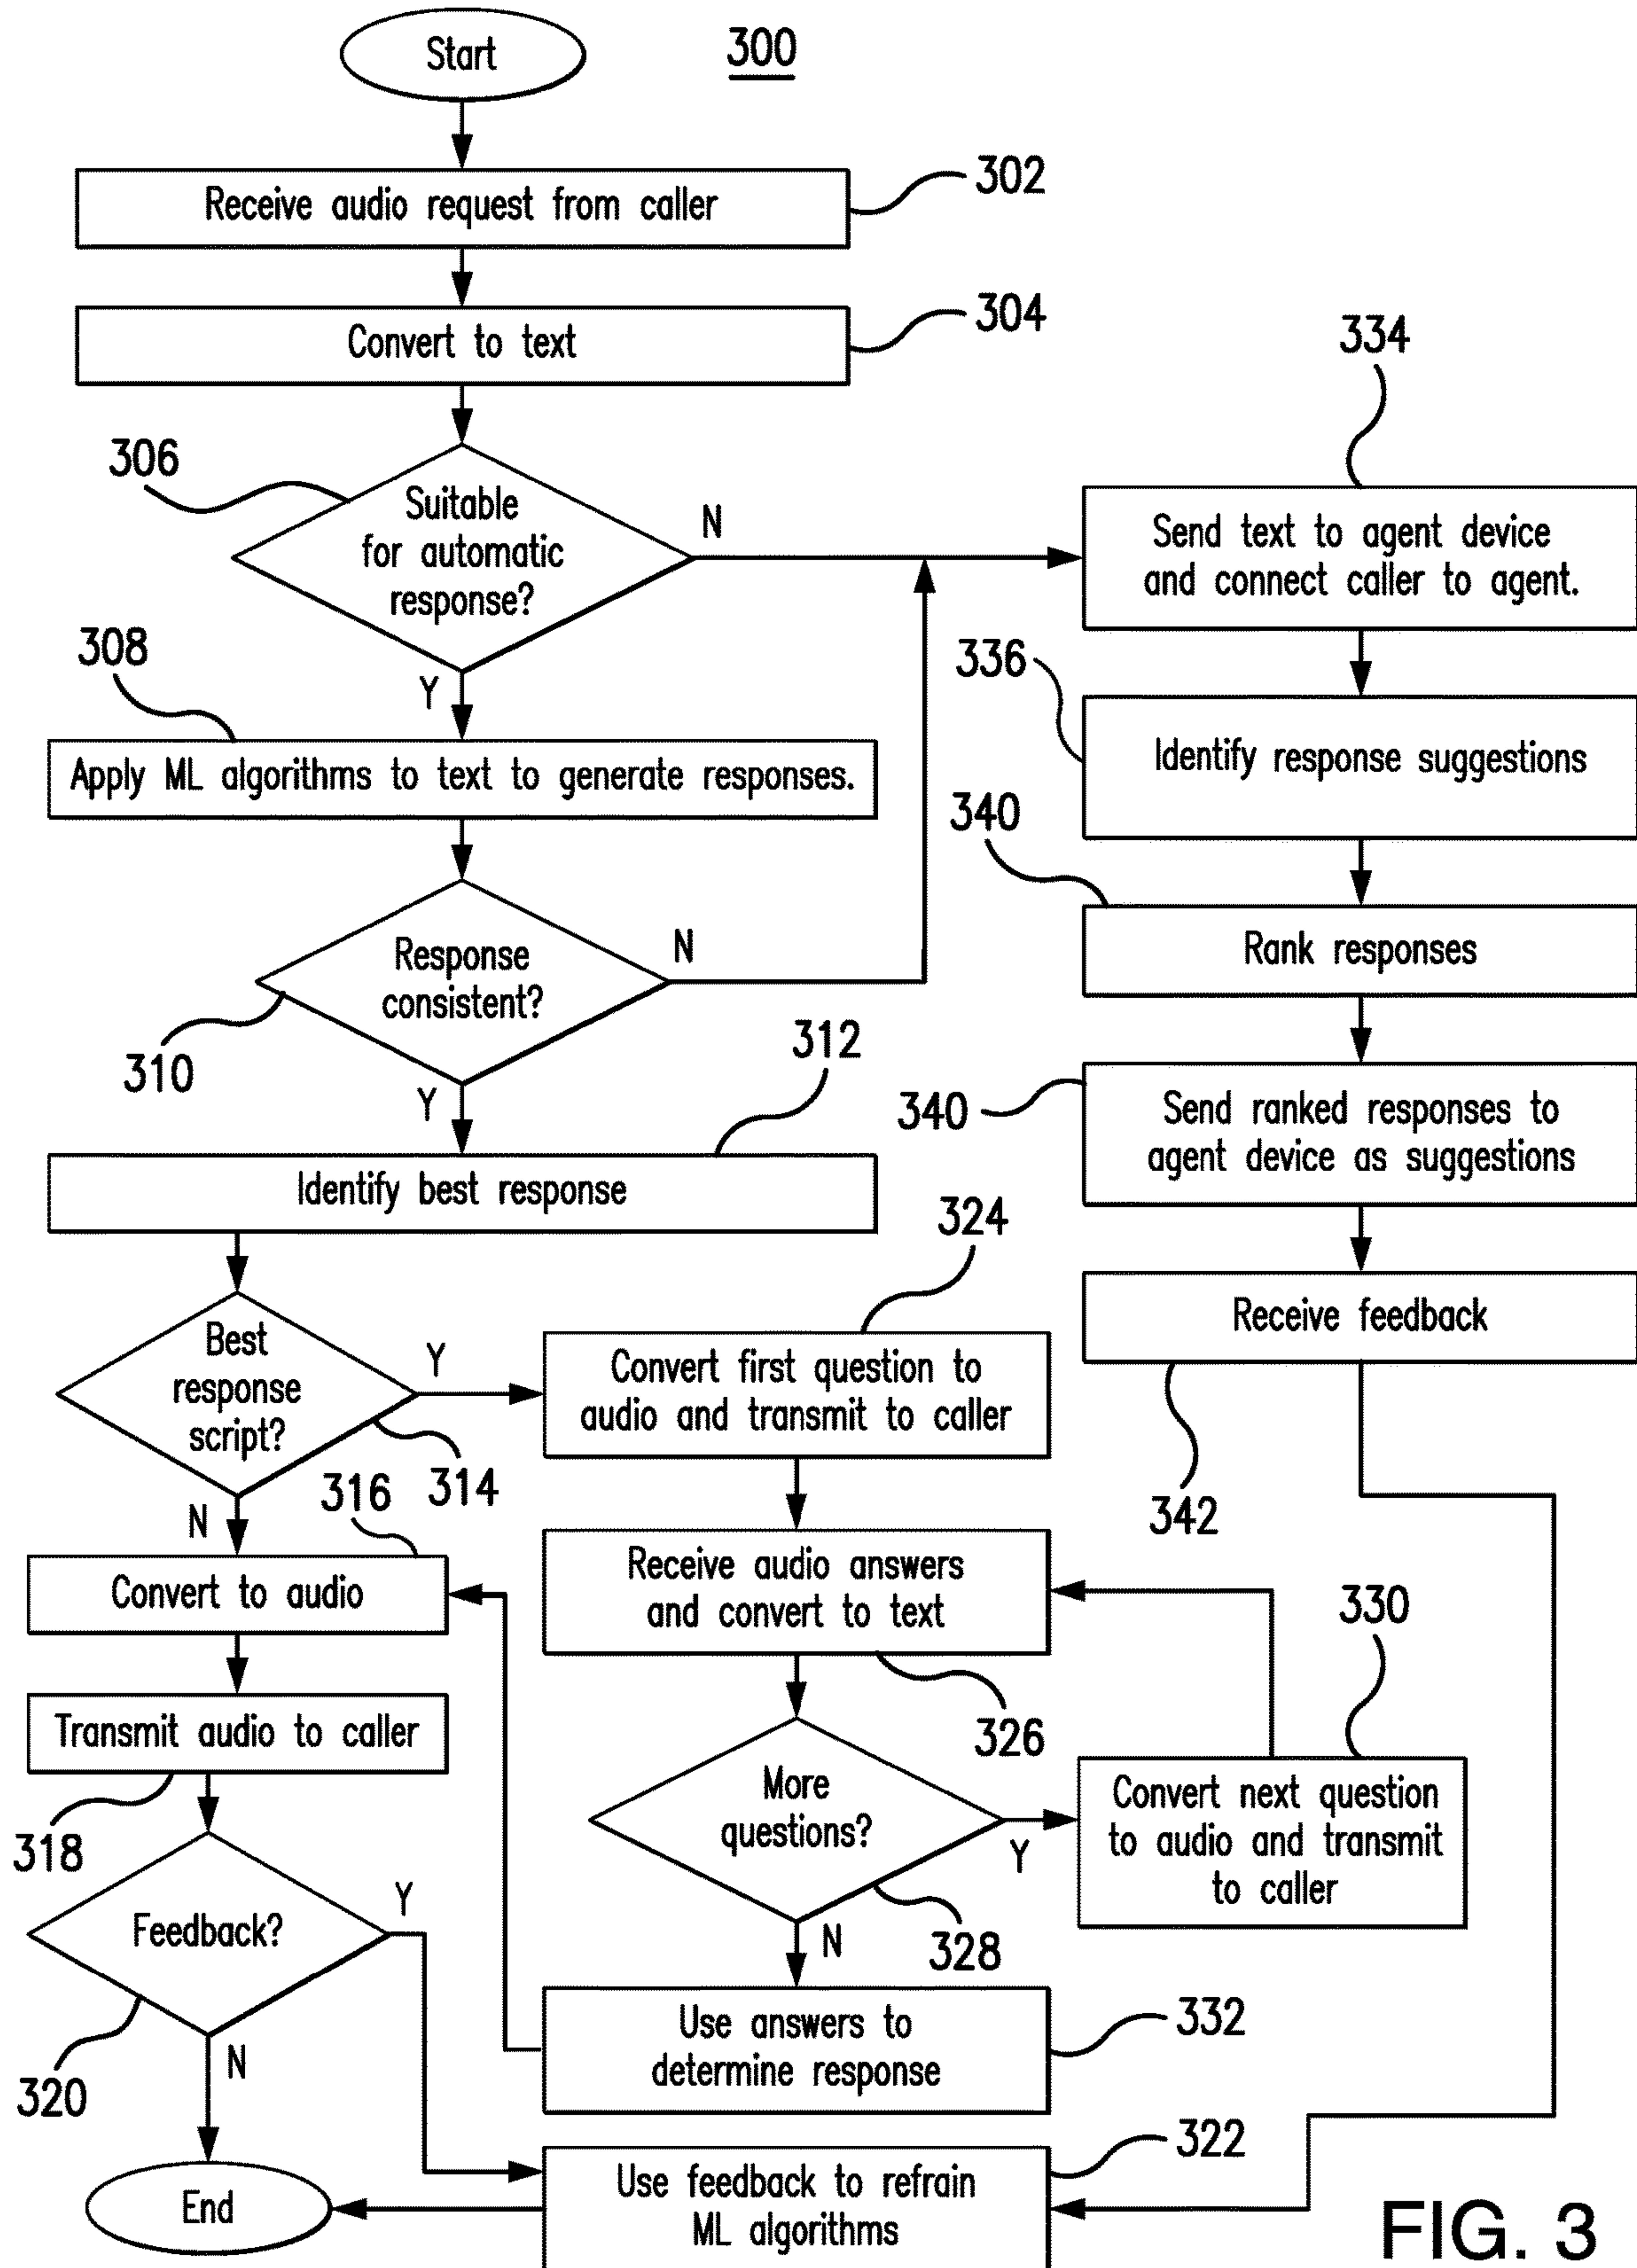 Start
300
Receive audio request from caller
302
Convert to text
304
306
Suitable
for automatic
response?
N
Y
334
Send text to agent device
and connect caller to agent.
308
Apply ML algorithms to text to generate responses.
336
Identify response suggestions
310
Response
consistent?
N
Y
340
Rank responses
312
Identify best response
340
Send ranked responses to
agent device as suggestions
Best
response
script?
Y
N
314
324
Convert first question to
audio and transmit to caller
Receive feedback
342
316
Convert to audio
Receive audio answers
and convert to text
326
330
Convert next question
to audio and transmit
to caller
Transmit audio to caller
318
More
questions?
Y
N
328
Feedback?
Y
N
320
Use answers to
determine response
332
322
Use feedback to refrain
ML algorithms
End
FIG. 3